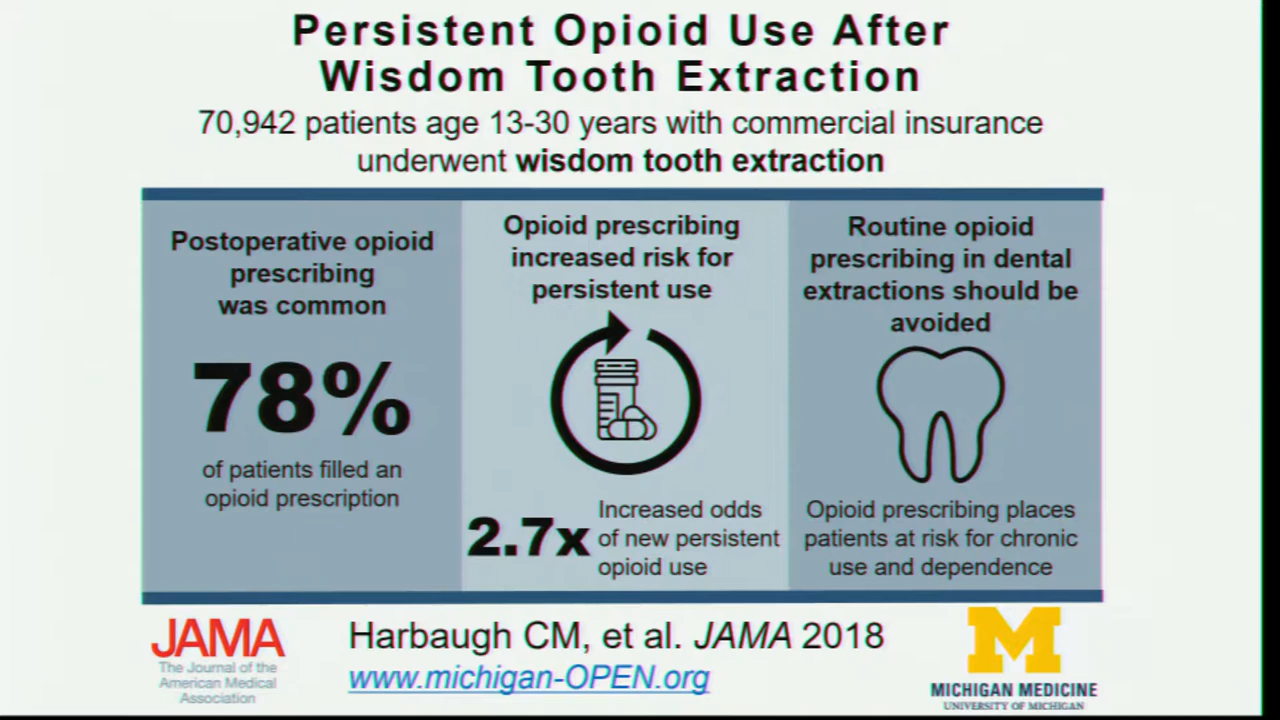 Persistent Opioid Use After
Wisdom Tooth Extraction
70,942 patients age 13-30 years with commercial insurance
underwent wisdom tooth extraction
Postoperative opioid
prescribing
was common
78%
of patients filled an
opioid prescription
Opioid prescribing
increased risk for
persistent use
2.7x
Increased odds
of new persistent
opioid use
Routine opioid
prescribing in dental
extractions should be
avoided
Opioid prescribing places
patients at risk for chronic
use and dependence
JAMA
The Journal of the
American Medical
Association
Harbaugh CM, et al. JAMA 2018
www.michigan-OPEN.org
M
MICHIGAN MEDICINE
UNIVERSITY OF MICHIGAN